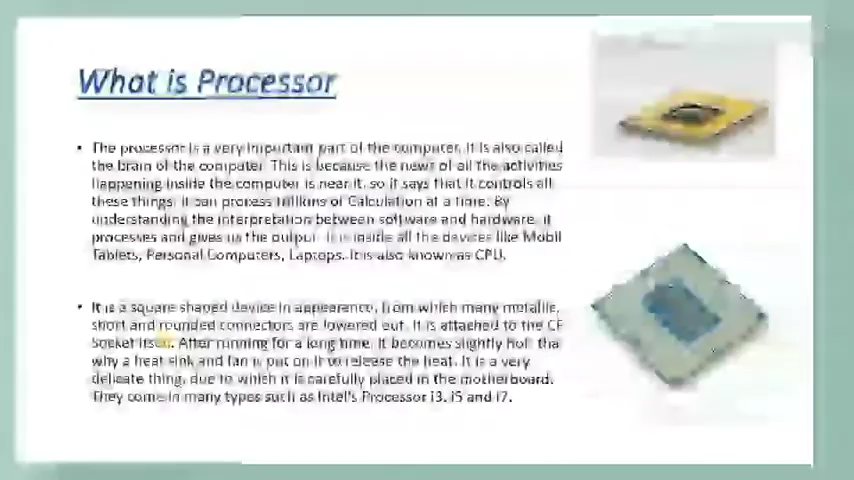 What is Processor
• The processor is a very important part of the computer. It is also called
the brain of the computer. This is because the news of all the activities
happening inside the computer is near it, so it says that it controls all
these things. It can process millions of Calculation at a time. By
understanding the interpretation between software and hardware, it
processes and gives us the output. It is inside all the devices like Mobil
Tablets, Personal Computers, Laptops. It is also known as CPU.
• It is a square shaped device in appearance, from which many metallic,
short and rounded connectors are lowered out. It is attached to the
Socket itself. After running for a long time, it becomes slightly
why a heat sink and fan is put on it to release the heat. It is a very
delicate thing, due to which it is carefully placed in the motherboard.
They come in many types such as Intel's Processor i3, i5 and i7.